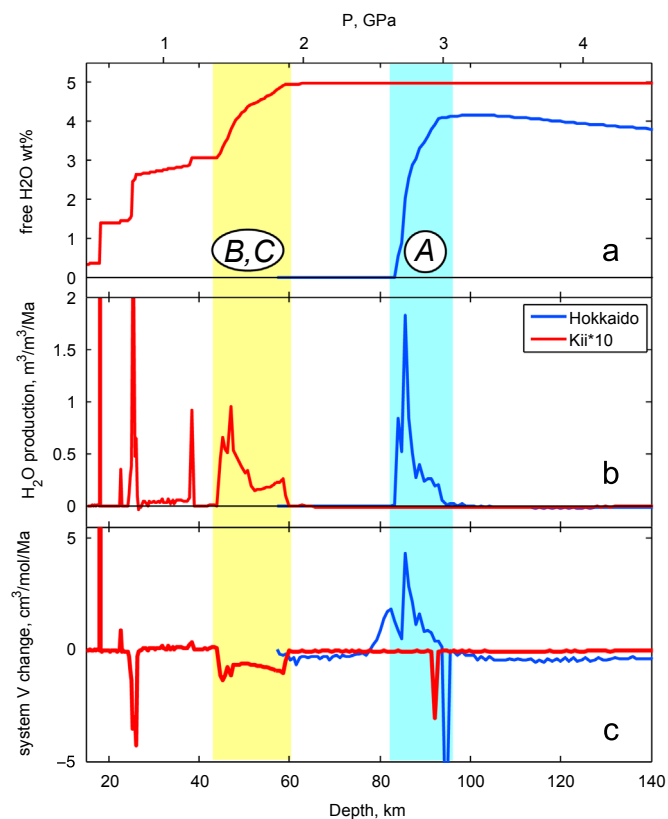 P, GPa
1 2 3 4
free H2O wt%
5
4
3
2
1
0
B,C
A
a
H2O production, m³/m³/Ma
2
1.5
1
0.5
0
Hokkaido
Kii*10
b
system V change, cm³/mol/Ma
5
0
−5
c
20 40 60 80 100 120 140
Depth, km